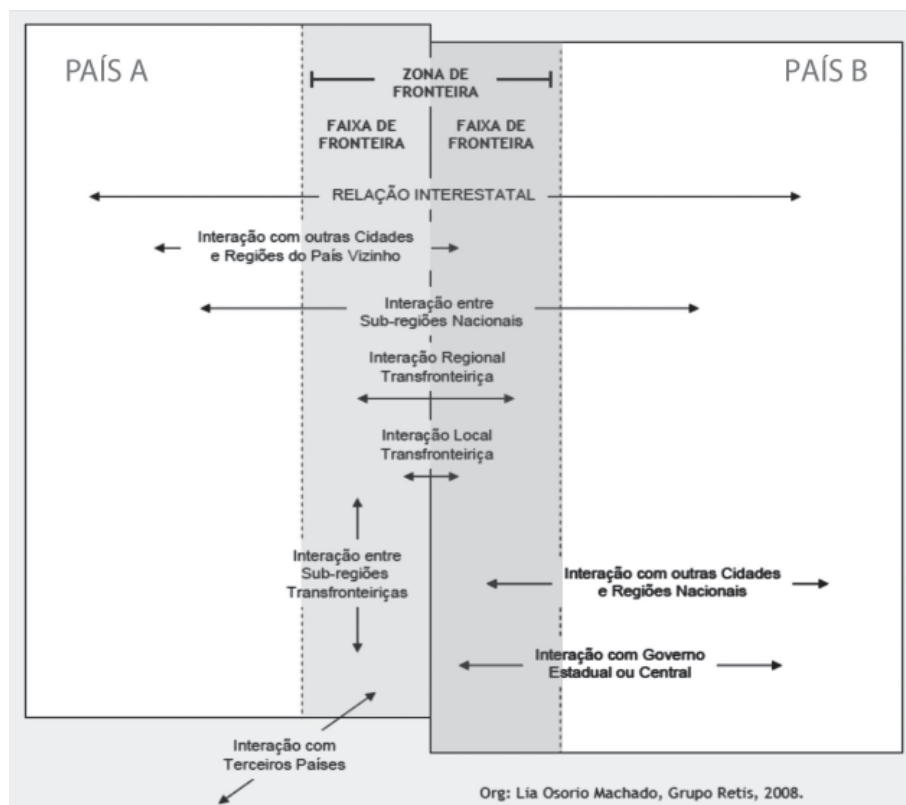 PAÍS A
PAÍS B
ZONA DE
FRONTEIRA
FAIXA DE
FRONTEIRA
FAIXA DE
FRONTEIRA
RELAÇÃO INTERESTATAL
Interação com outras Cidades
e Regiões do País Vizinho
Interação entre
Sub-regiões Nacionais
Interação Regional
Transfronteiriça
Interação Local
Transfronteiriça
Interação entre
Sub-regiões
Transfronteiriças
Interação com outras Cidades
e Regiões Nacionais
Interação com Governo
Estadual ou Central
Interação com
Terceiros Países
Org: Lia Osorio Machado, Grupo Retis, 2008.